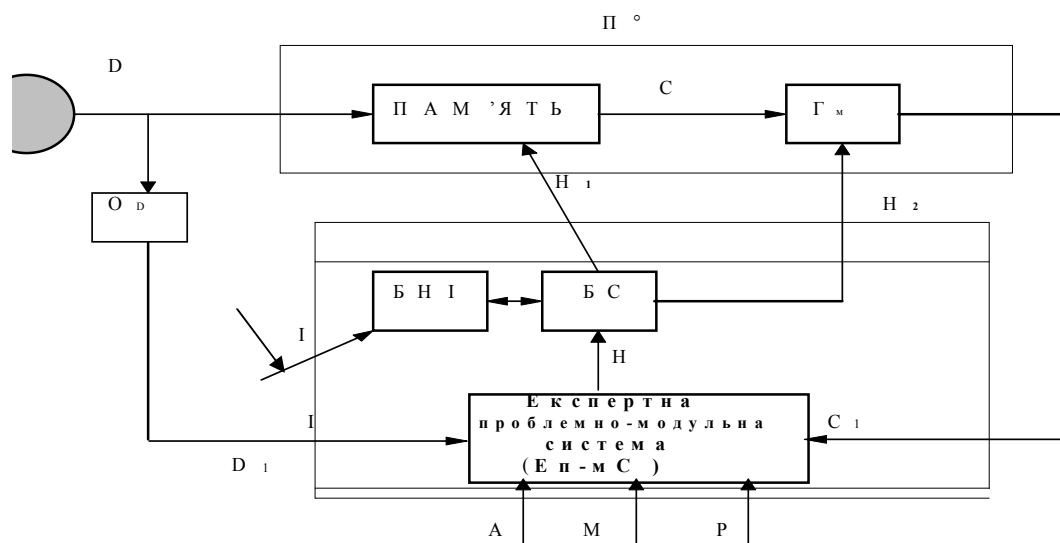 П °
D
С
ПАМ'ЯТЬ
Г м
Н 1
О D
Н 2
БНІ
БС
І
Н
Експертна
проблемно-модульна
система
(Еп-мС)
І
С 1
D 1
А
М
Р